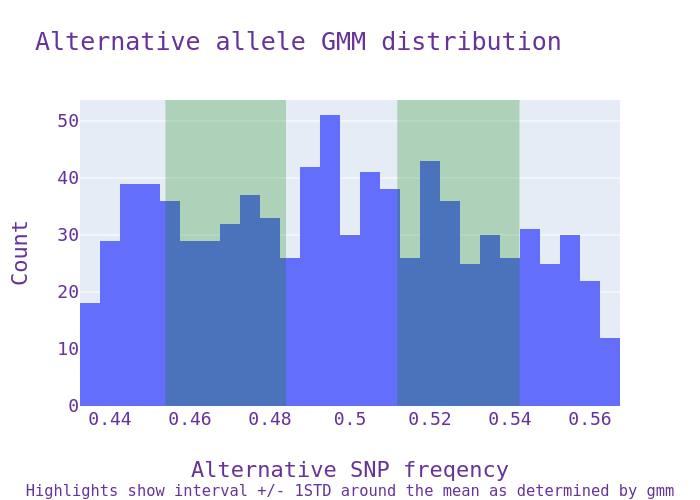 Alternative allele GMM distribution
50
40
30
20
10
0
Count
0.44 0.46 0.48 0.5 0.52 0.54 0.56
Alternative SNP freqency
Highlights show interval +/- 1STD around the mean as determined by gmm